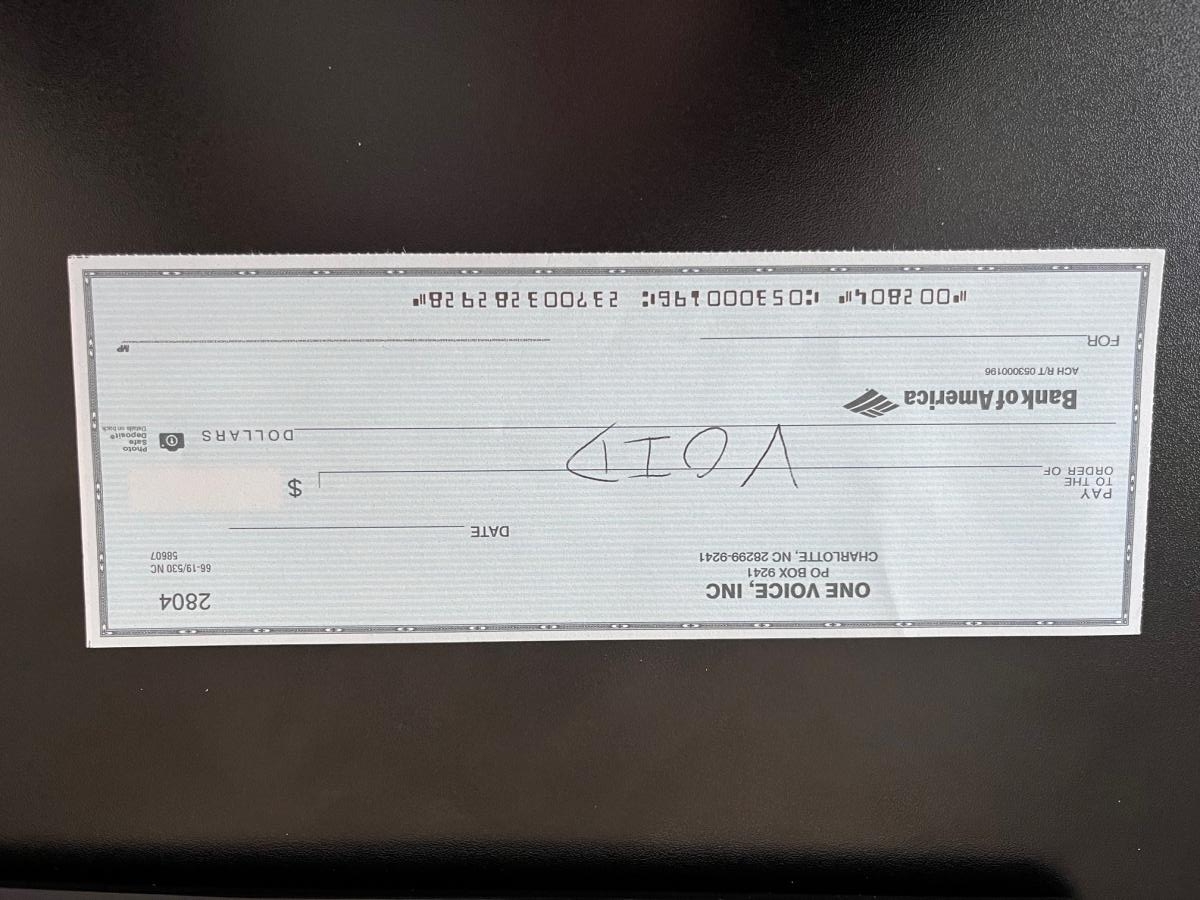 ONE VOICE, INC
PO BOX 9241
CHARLOTTE, NC 28299-9241
2804
66-19/530 NC
58607
DATE
PAY
TO THE
ORDER OF
$
VOID
DOLLARS
Photo
Safe
Deposit®
Details on back
Bank of America
ACH R/T 053000196
FOR
MP
⑈002804⑈ ⑆053000196⑆ 237003282928⑈